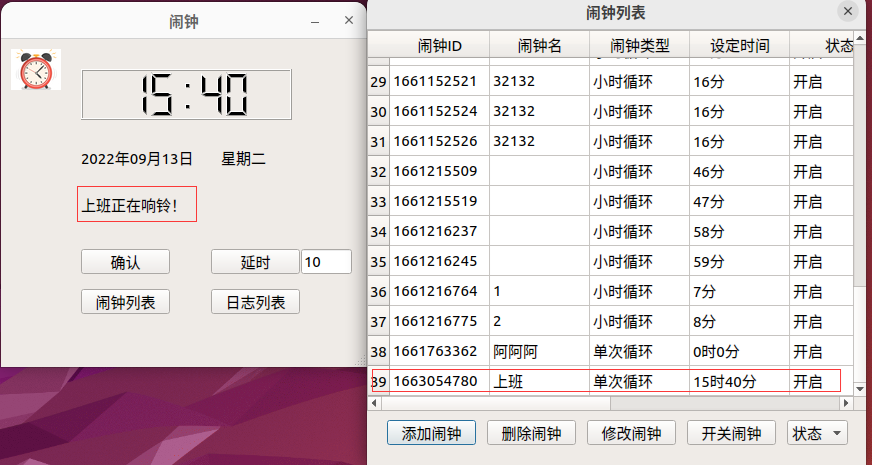 闹钟
15:40
2022年09月13日 星期二
上班正在响铃!
确认 延时 10
闹钟列表 日志列表
闹钟列表
闹钟ID 闹钟名 闹钟类型 设定时间 状态
29 1661152521 32132 小时循环 16分 开启
30 1661152524 32132 小时循环 16分 开启
31 1661152526 32132 小时循环 16分 开启
32 1661215509 小时循环 46分 开启
33 1661215519 小时循环 47分 开启
34 1661216237 小时循环 58分 开启
35 1661216245 小时循环 59分 开启
36 1661216764 1 小时循环 7分 开启
37 1661216775 2 小时循环 8分 开启
38 1661763362 阿阿阿 单次循环 0时0分 开启
39 1663054780 上班 单次循环 15时40分 开启
添加闹钟 删除闹钟 修改闹钟 开关闹钟 状态